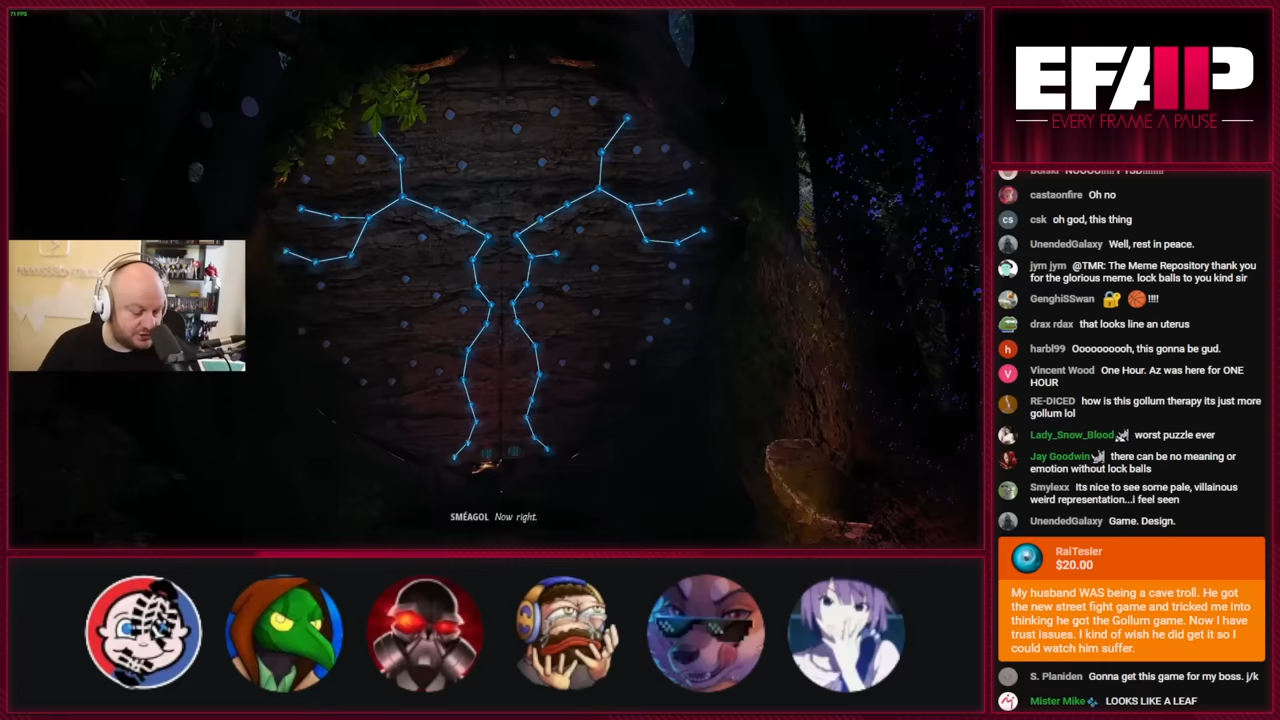 71 FPS
SMÉAGOL Now right.
EFAP
EVERY FRAME A PAUSE
castaonfire Oh no
CS
csk oh god, this thing
UnendedGalaxy Well, rest in peace.
jym jym @TMR: The Meme Repository thank you
for the glorious meme. lock balls to you kind sir
GenghiSSwan 🔐 🏀 !!!!
drax rdax that looks line an uterus
h
harbl99 Ooooooooooh, this gonna be gud.
V
Vincent Wood One Hour. Az was here for ONE
HOUR
RE-DICED how is this gollum therapy its just more
gollum lol
Lady_Snow_Blood worst puzzle ever
Jay Goodwin there can be no meaning or
emotion without lock balls
Smylexx Its nice to see some pale, villainous
weird representation...i feel seen
UnendedGalaxy Game. Design.
RaiTesler
$20.00
My husband WAS being a cave troll. He got
the new street fight game and tricked me into
thinking he got the Gollum game. Now I have
trust issues. I kind of wish he did get it so I
could watch him suffer.
S. Planiden Gonna get this game for my boss. j/k
Mister Mike LOOKS LIKE A LEAF